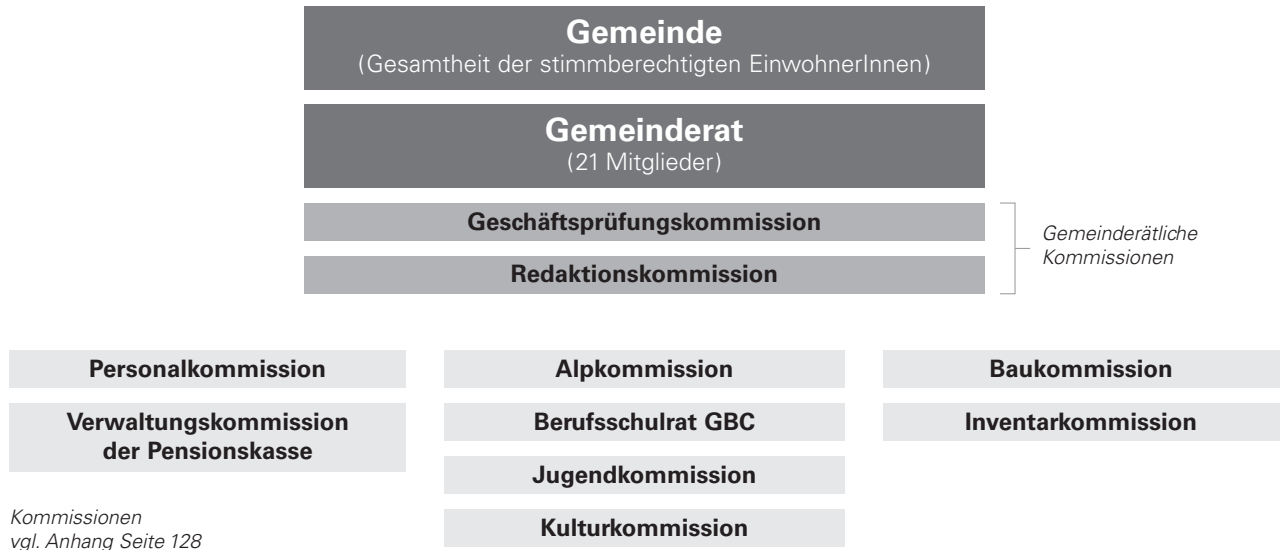 Gemeinde
(Gesamtheit der stimmberechtigten EinwohnerInnen)
Gemeinderat
(21 Mitglieder)
Geschäftsprüfungskommission
Redaktionskommission
Gemeinderätliche
Kommissionen
Personalkommission
Verwaltungskommission
der Pensionskasse
Kommissionen
vgl. Anhang Seite 128
Alpkommission
Berufsschulrat GBC
Jugendkommission
Kulturkommission
Baukommission
Inventarkommission